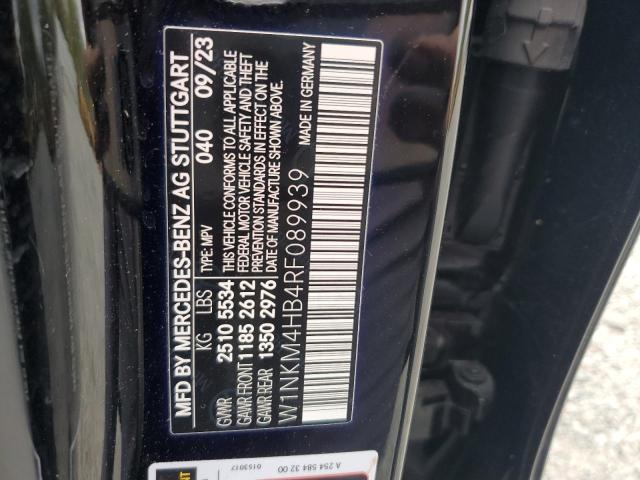 MFD BY MERCEDES-BENZ AG STUTTGART
KG LBS TYPE: MPV 040 09/23
GVWR 2510 5534 THIS VEHICLE CONFORMS TO ALL APPLICABLE
GAWR FRONT 1185 2612 FEDERAL MOTOR VEHICLE SAFETY AND THEFT
GAWR REAR 1350 2976 PREVENTION STANDARDS IN EFFECT ON THE
DATE OF MANUFACTURE SHOWN ABOVE.
W1NKM4HB4RF089939 MADE IN GERMANY
0153017
A 254 584 32 00